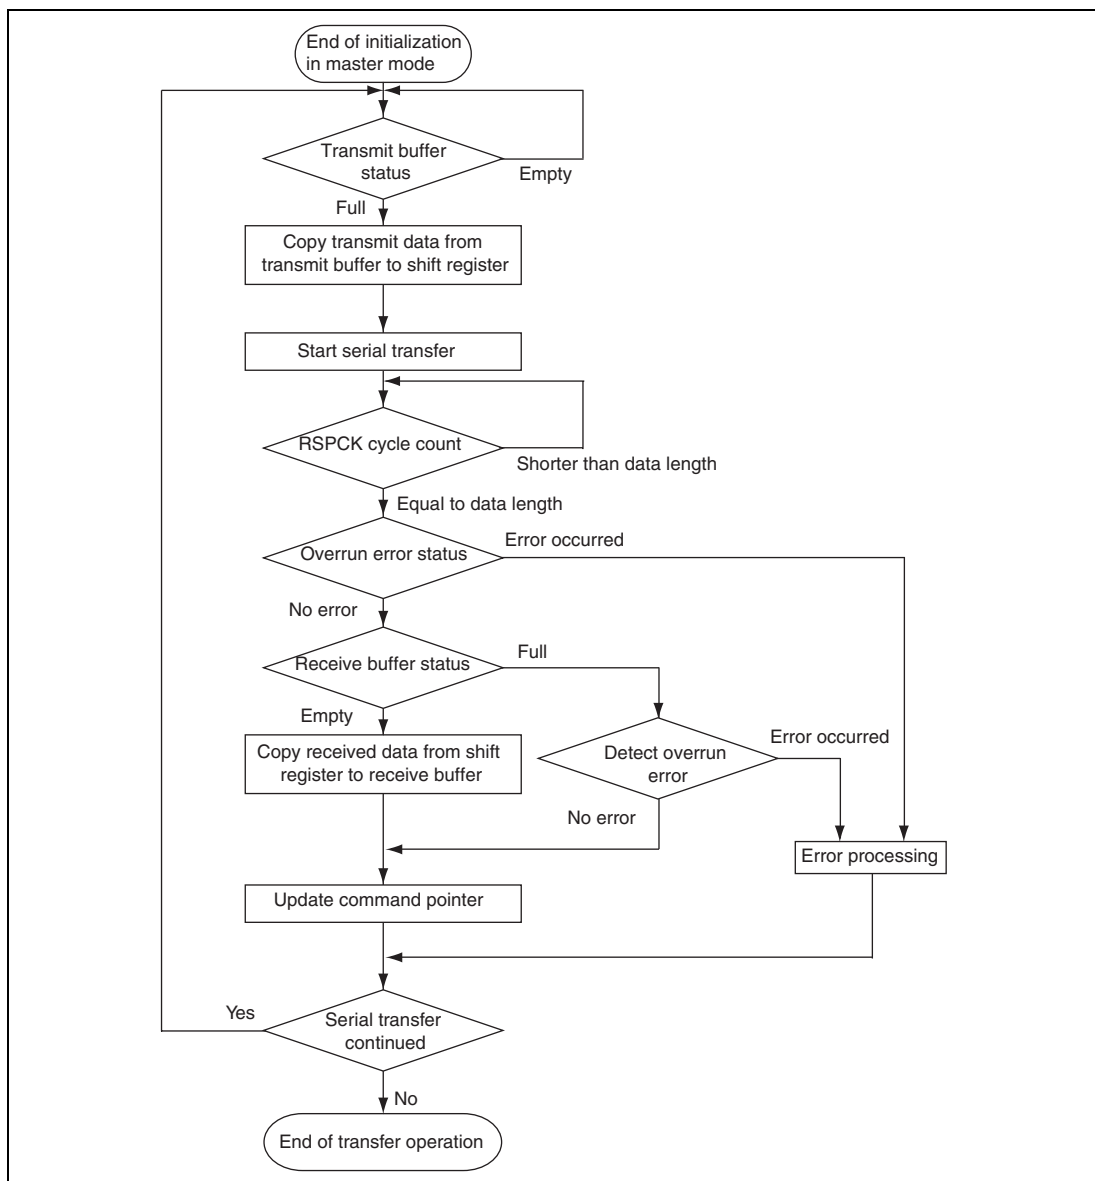 End of initialization
in master mode
Transmit buffer
status
Empty
Full
Copy transmit data from
transmit buffer to shift register
Start serial transfer
RSPCK cycle count
Shorter than data length
Equal to data length
Overrun error status
Error occurred
No error
Receive buffer status
Full
Empty
Copy received data from shift
register to receive buffer
Detect overrun
error
Error occurred
No error
Error processing
Update command pointer
Yes
Serial transfer
continued
No
End of transfer operation